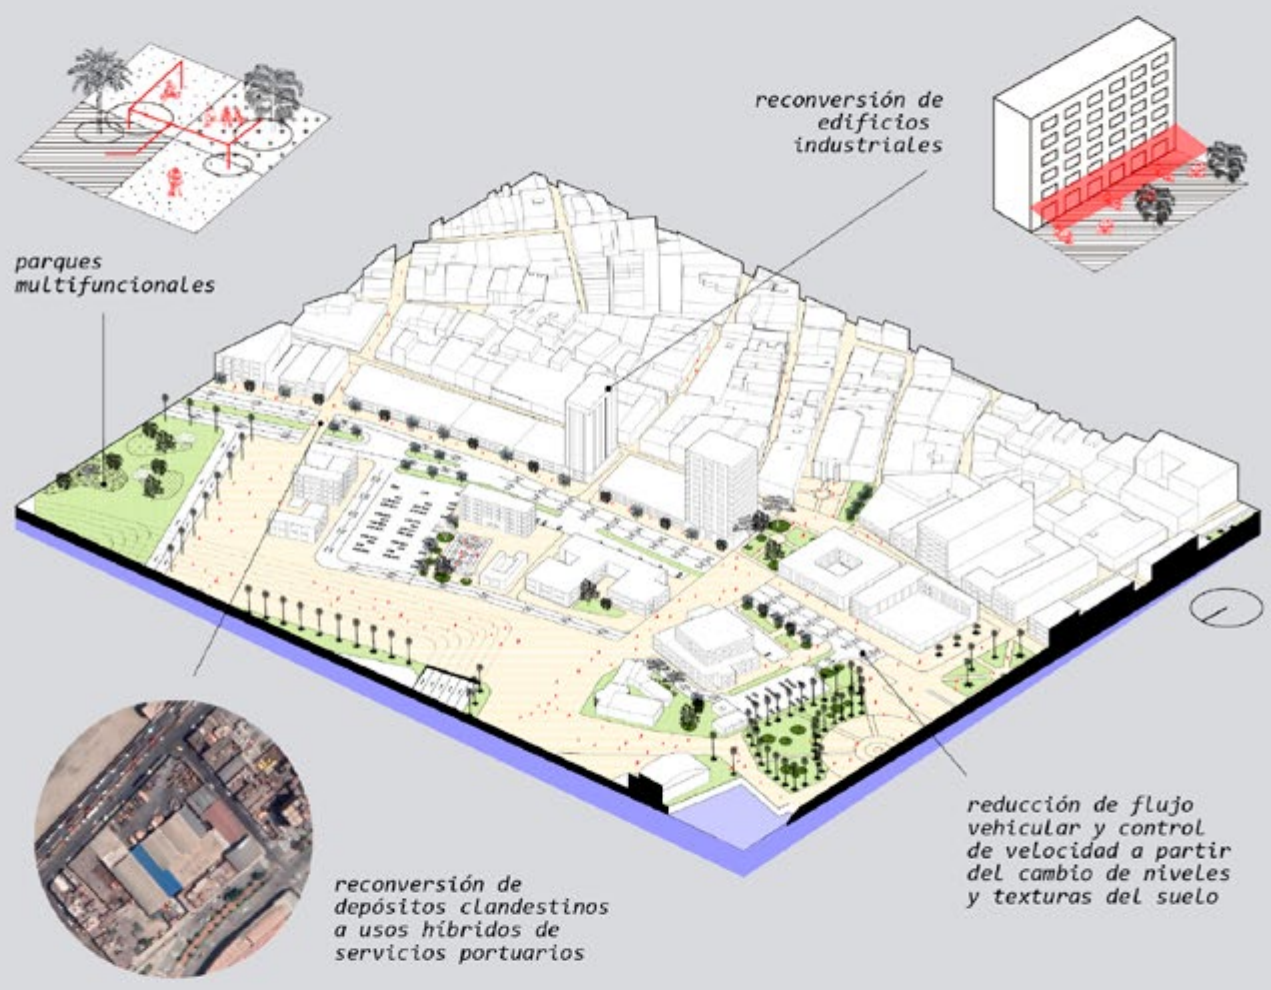 reconversión de
edificios
industriales
parques
multifuncionales
reducción de flujo
vehicular y control
de velocidad a partir
del cambio de niveles
y texturas del suelo
reconversión de
depósitos clandestinos
a usos híbridos de
servicios portuarios